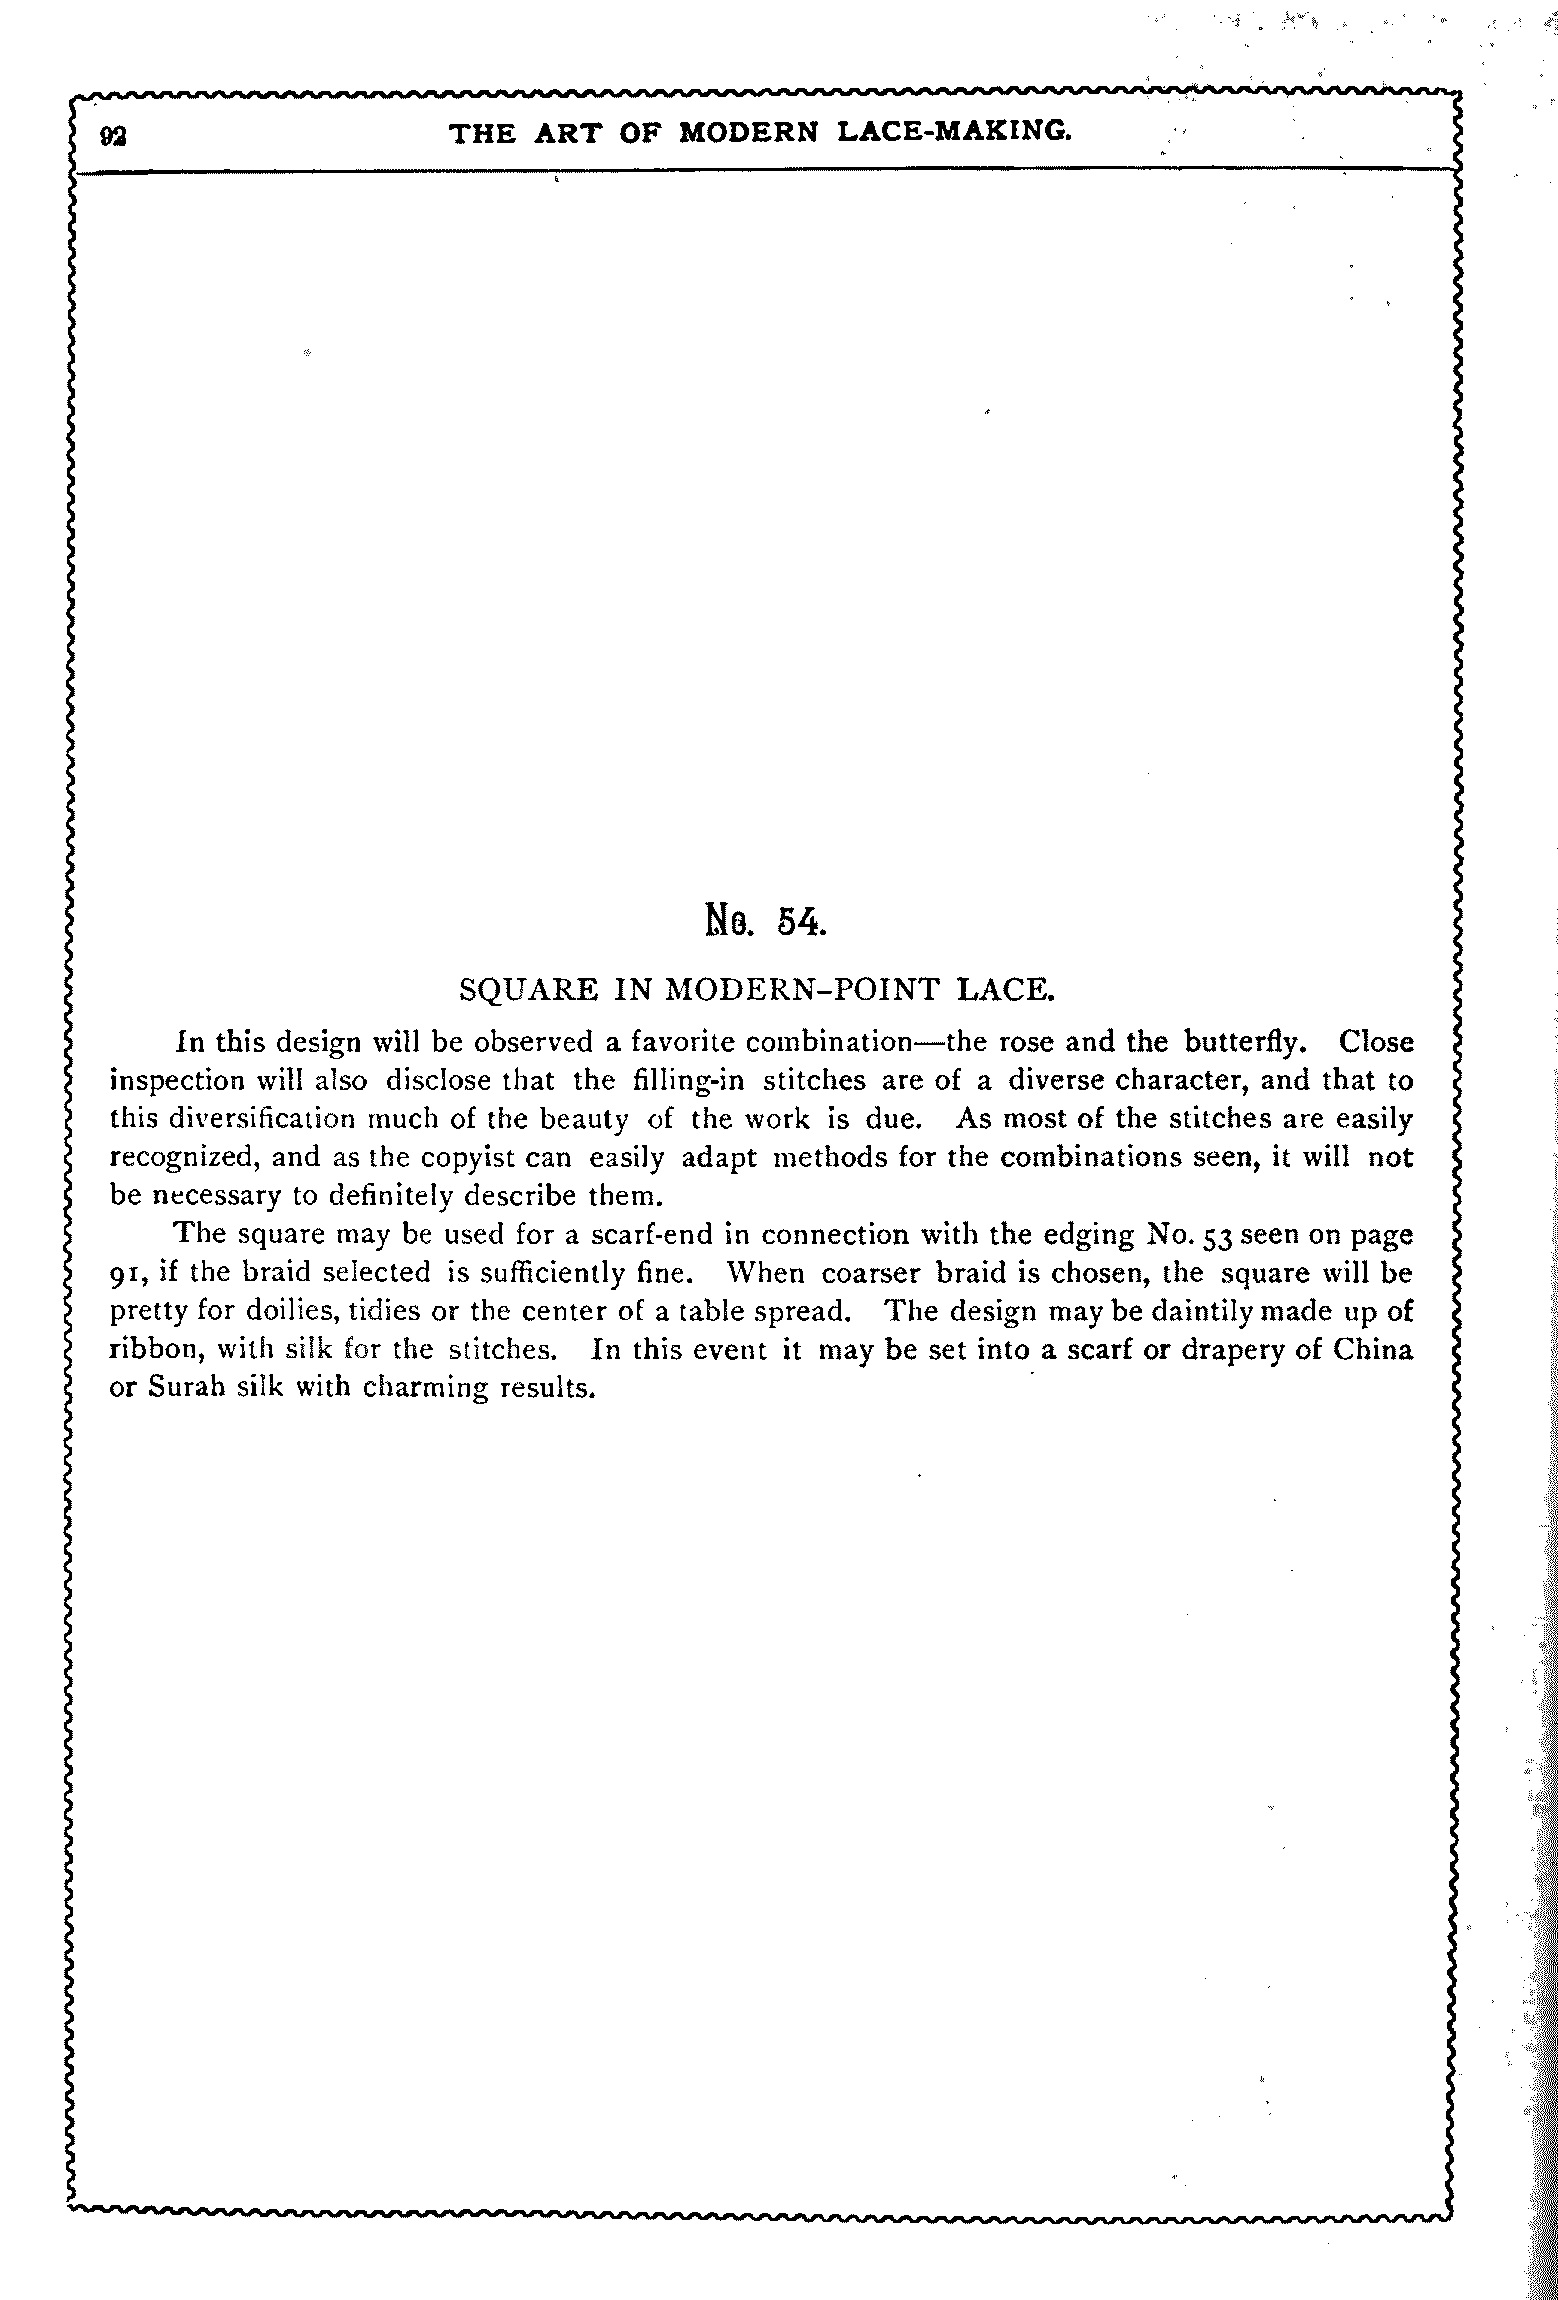 92
THE ART OF MODERN LACE-MAKING.
No. 54.
SQUARE IN MODERN-POINT LACE.
In this design will be observed a favorite combination—the rose and the butterfly. Close
inspection will also disclose that the filling-in stitches are of a diverse character, and that to
this diversification much of the beauty of the work is due. As most of the stitches are easily
recognized, and as the copyist can easily adapt methods for the combinations seen, it will not
be necessary to definitely describe them.
The square may be used for a scarf-end in connection with the edging No. 53 seen on page
91, if the braid selected is sufficiently fine. When coarser braid is chosen, the square will be
pretty for doilies, tidies or the center of a table spread. The design may be daintily made up of
ribbon, with silk for the stitches. In this event it may be set into a scarf or drapery of China
or Surah silk with charming results.